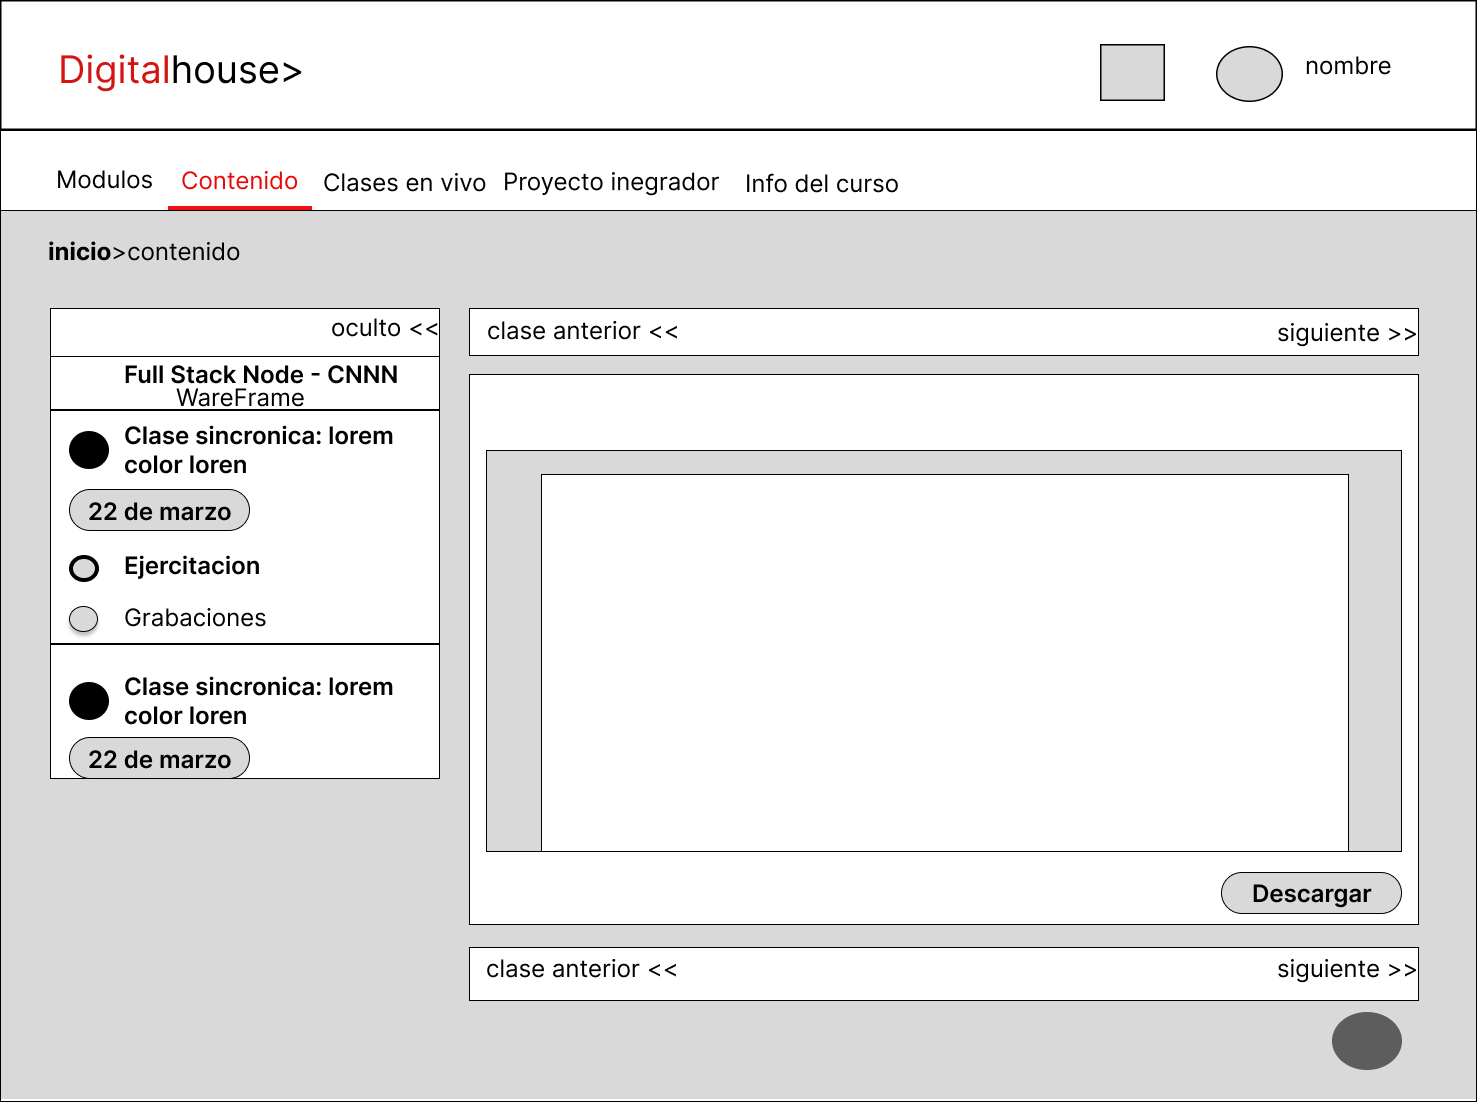 Digitalhouse>
nombre
Modulos
Contenido
Clases en vivo
Proyecto inegrador
Info del curso
inicio>contenido
oculto <<
Full Stack Node - CNNN
WareFrame
Clase sincronica: lorem
color loren
22 de marzo
Ejercitacion
Grabaciones
Clase sincronica: lorem
color loren
22 de marzo
clase anterior <<
siguiente >>
Descargar
clase anterior <<
siguiente >>